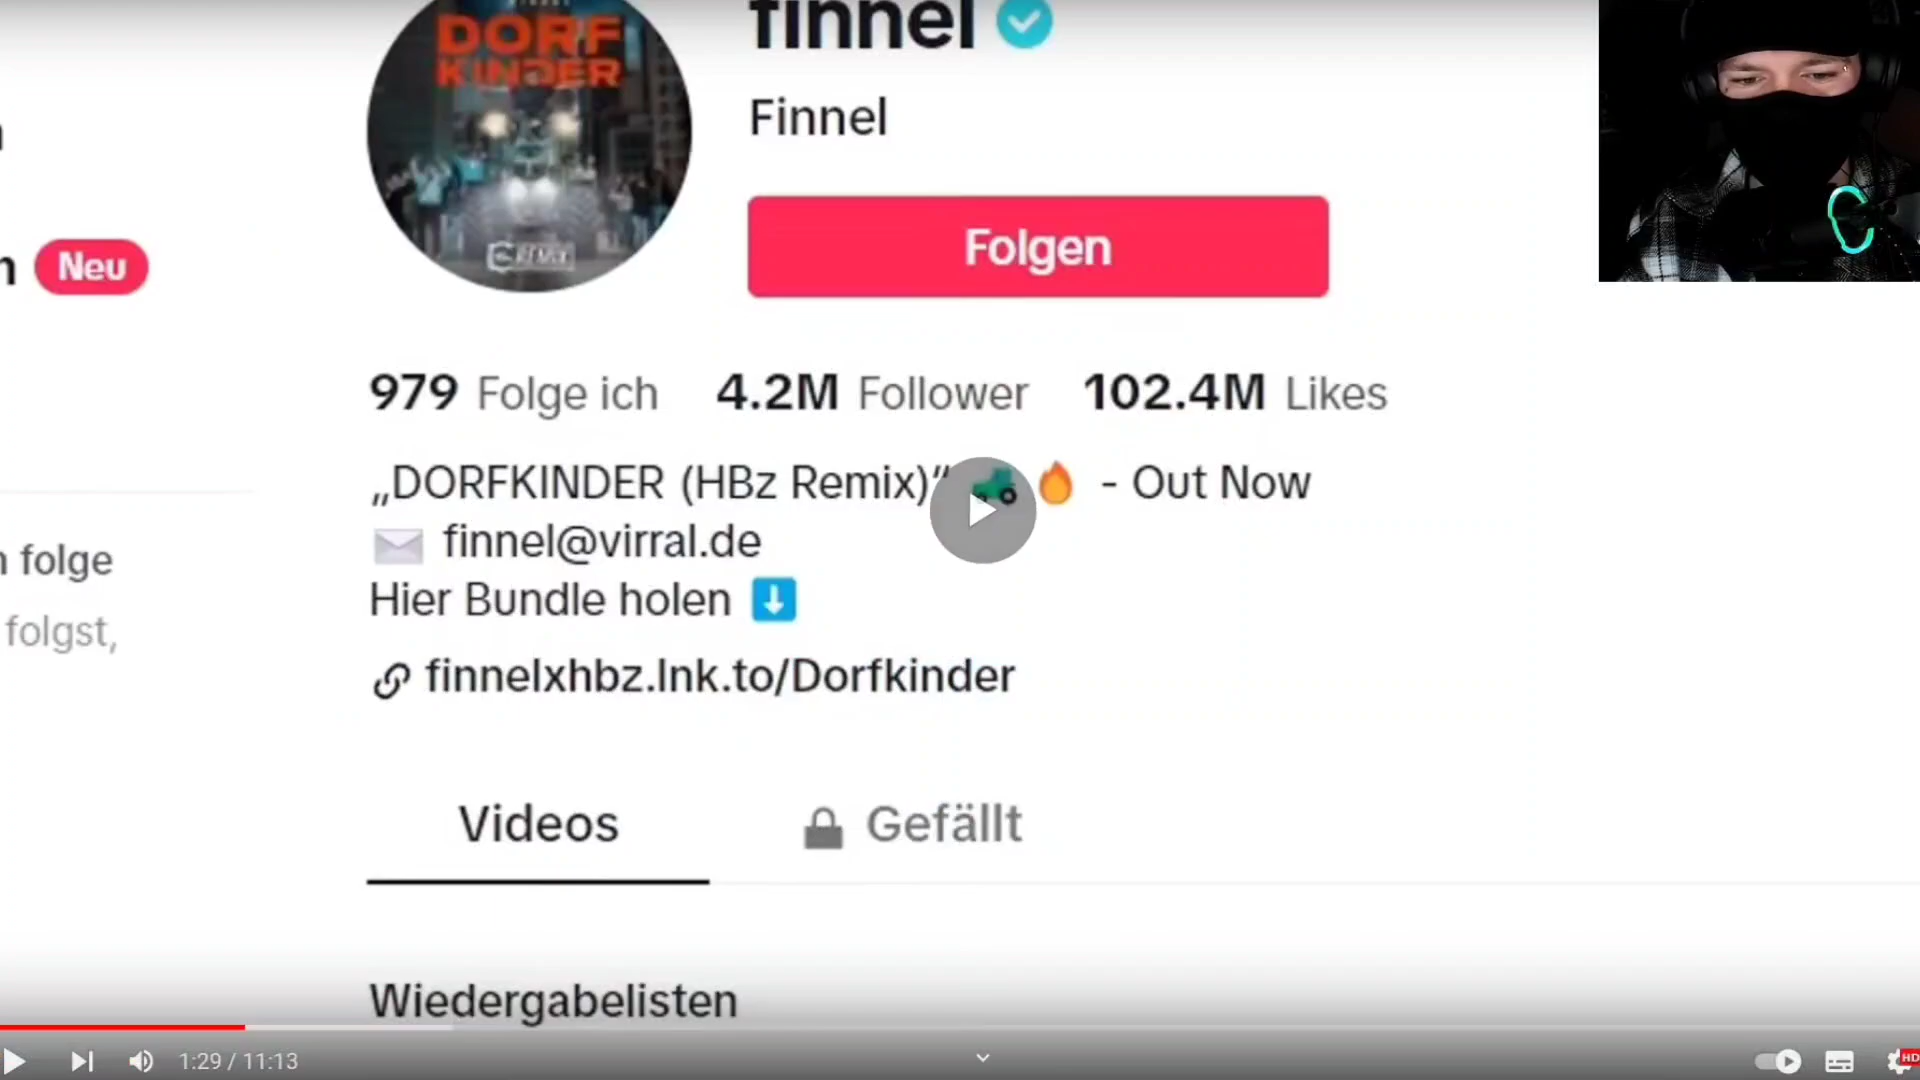 DORF
KINDER
REMIX
finnel
Finnel
Folgen
n
n Neu
979 Folge ich 4.2M Follower 102.4M Likes
„DORFKINDER (HBz Remix)“ - Out Now
finnel@virral.de
Hier Bundle holen
n folge
folgst,
finnelxhbz.lnk.to/Dorfkinder
Videos Gefällt
Wiedergabelisten
1:29 / 11:13
HD